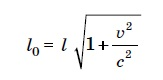 l₀ = l √(1 + v²/c²)